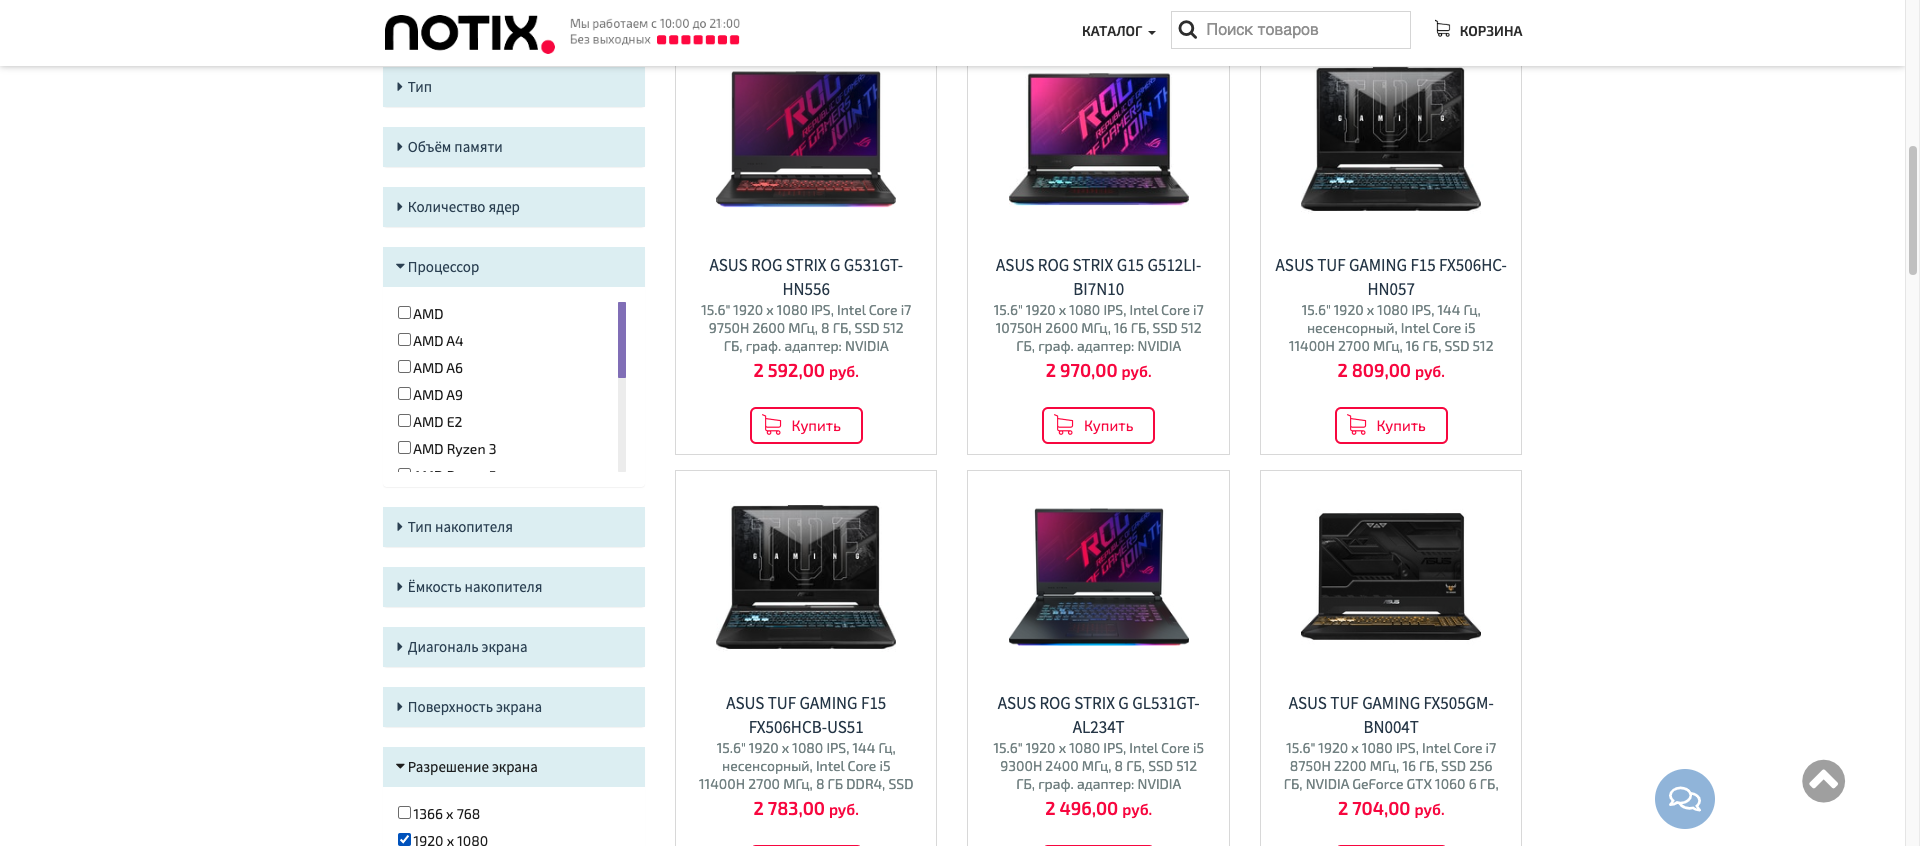 NOTIX.
Мы работаем с 10:00 до 21:00
Без выходных
КАТАЛОГ
Поиск товаров
КОРЗИНА
Тип
Объём памяти
Количество ядер
Процессор
AMD
AMD A4
AMD A6
AMD A9
AMD E2
AMD Ryzen 3
Тип накопителя
Ёмкость накопителя
Диагональ экрана
Поверхность экрана
Разрешение экрана
1366 x 768
1920 x 1080
ASUS ROG STRIX G G531GT-
HN556
15.6" 1920 x 1080 IPS, Intel Core i7
9750H 2600 МГц, 8 ГБ, SSD 512
ГБ, граф. адаптер: NVIDIA
2 592,00 руб.
Купить
ASUS ROG STRIX G15 G512LI-
BI7N10
15.6" 1920 x 1080 IPS, Intel Core i7
10750H 2600 МГц, 16 ГБ, SSD 512
ГБ, граф. адаптер: NVIDIA
2 970,00 руб.
Купить
TUF
GAMING
ASUS TUF GAMING F15 FX506HC-
HN057
15.6" 1920 x 1080 IPS, 144 Гц,
несенсорный, Intel Core i5
11400H 2700 МГц, 16 ГБ, SSD 512
2 809,00 руб.
Купить
TUF
GAMING
ASUS TUF GAMING F15
FX506HCB-US51
15.6" 1920 x 1080 IPS, 144 Гц,
несенсорный, Intel Core i5
11400H 2700 МГц, 8 ГБ DDR4, SSD
2 783,00 руб.
ASUS ROG STRIX G GL531GT-
AL234T
15.6" 1920 x 1080 IPS, Intel Core i5
9300H 2400 МГц, 8 ГБ, SSD 512
ГБ, граф. адаптер: NVIDIA
2 496,00 руб.
ASUS TUF GAMING FX505GM-
BN004T
15.6" 1920 x 1080 IPS, Intel Core i7
8750H 2200 МГц, 16 ГБ, SSD 256
ГБ, NVIDIA GeForce GTX 1060 6 ГБ,
2 704,00 руб.